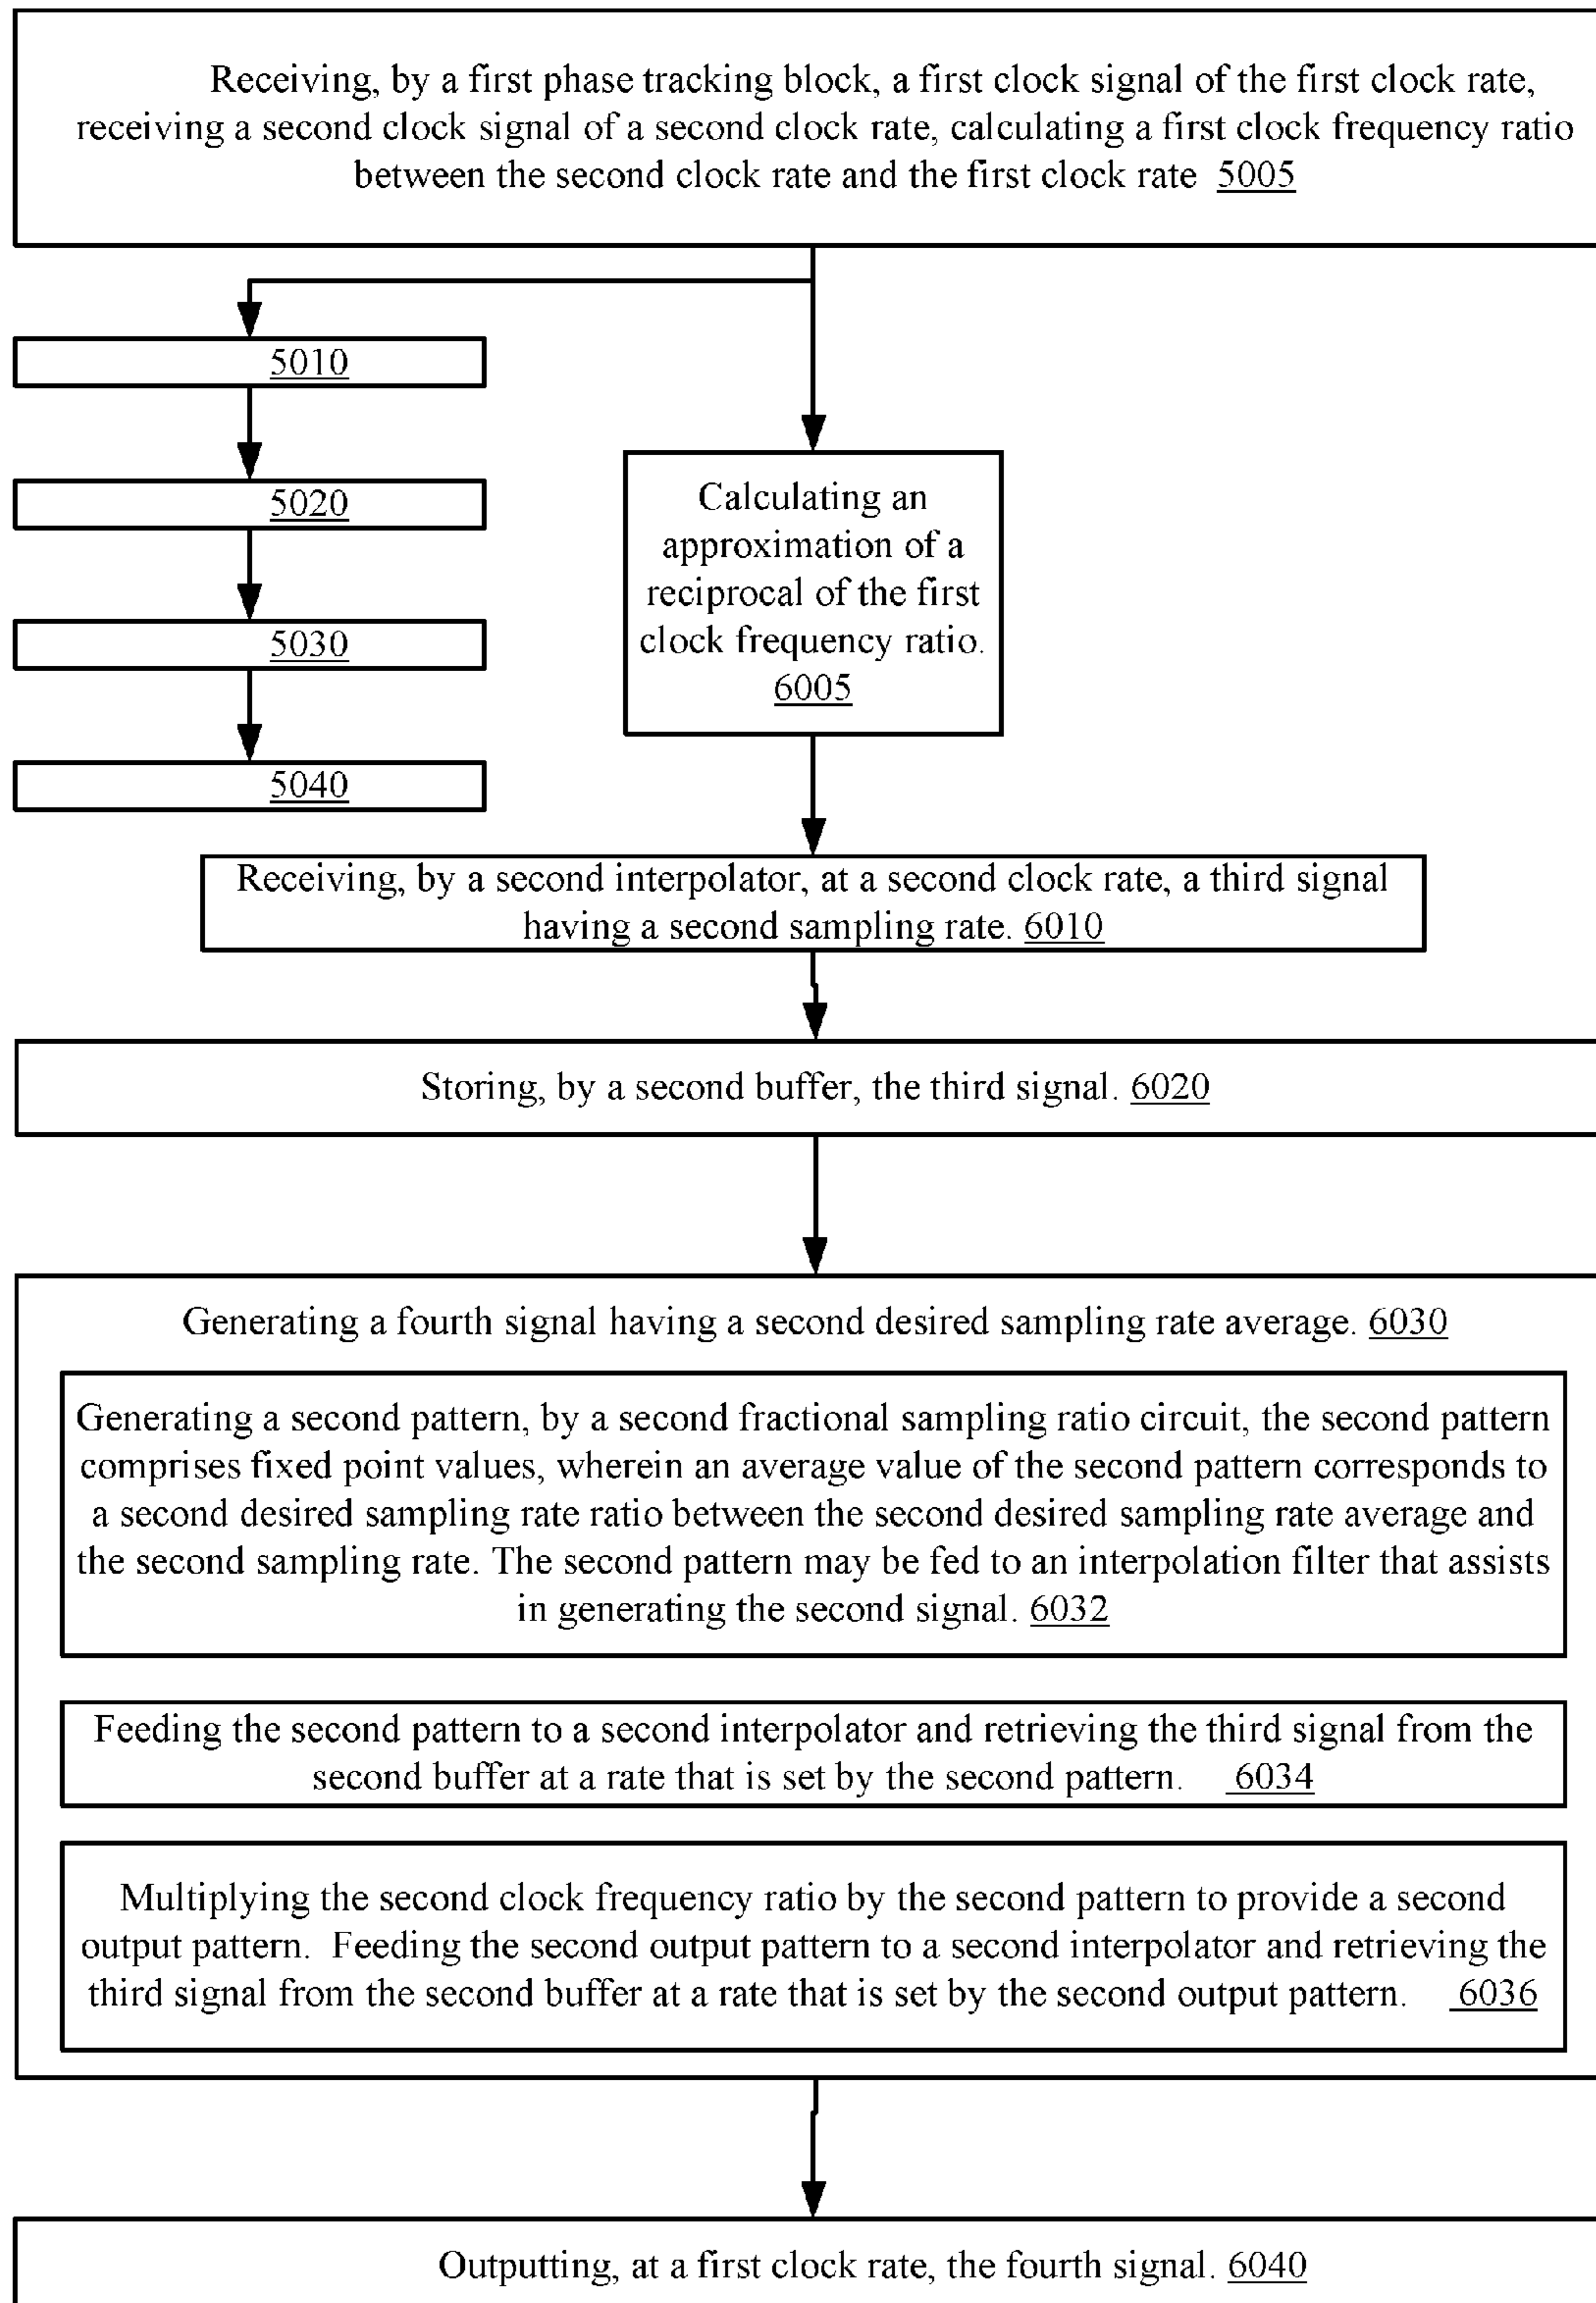 Receiving, by a first phase tracking block, a first clock signal of the first clock rate,
receiving a second clock signal of a second clock rate, calculating a first clock frequency ratio
between the second clock rate and the first clock rate 5005
5010
5020
5030
5040
Calculating an
approximation of a
reciprocal of the first
clock frequency ratio.
6005
Receiving, by a second interpolator, at a second clock rate, a third signal
having a second sampling rate. 6010
Storing, by a second buffer, the third signal. 6020
Generating a fourth signal having a second desired sampling rate average. 6030
Generating a second pattern, by a second fractional sampling ratio circuit, the second pattern
comprises fixed point values, wherein an average value of the second pattern corresponds to
a second desired sampling rate ratio between the second desired sampling rate average and
the second sampling rate. The second pattern may be fed to an interpolation filter that assists
in generating the second signal. 6032
Feeding the second pattern to a second interpolator and retrieving the third signal from the
second buffer at a rate that is set by the second pattern. 6034
Multiplying the second clock frequency ratio by the second pattern to provide a second
output pattern. Feeding the second output pattern to a second interpolator and retrieving the
third signal from the second buffer at a rate that is set by the second output pattern. 6036
Outputting, at a first clock rate, the fourth signal. 6040